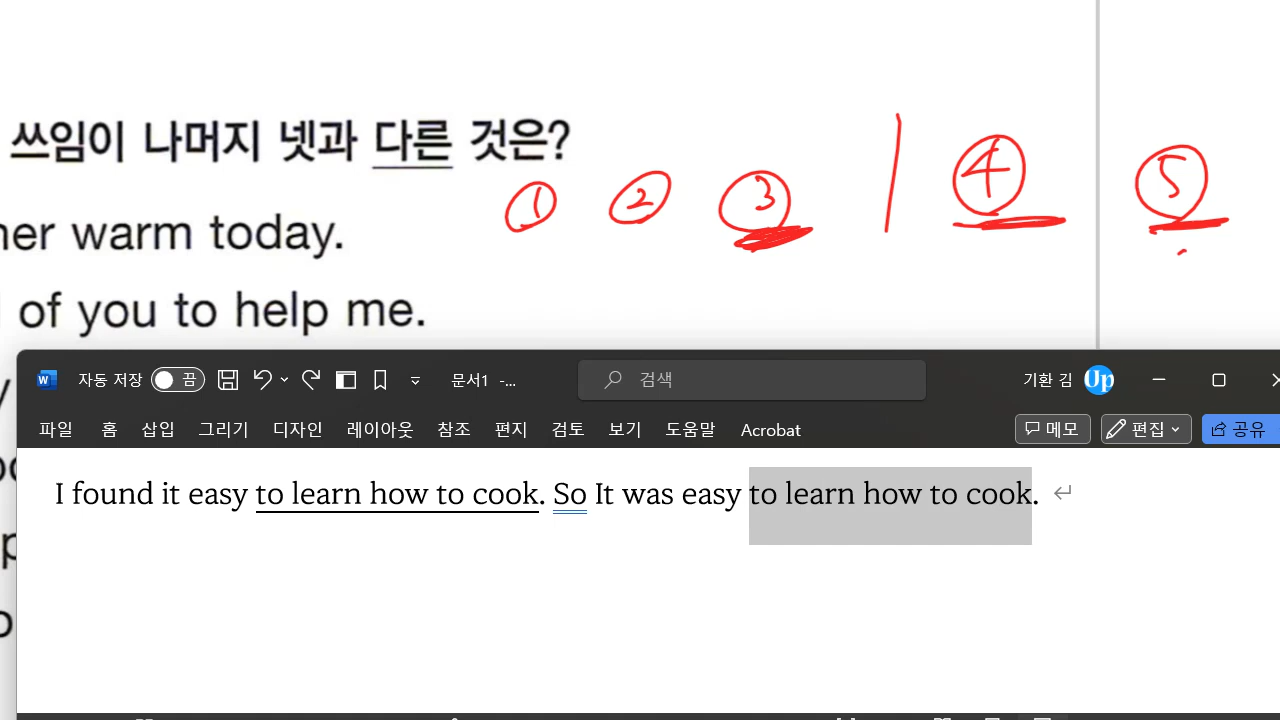 쓰임이 나머지 넷과 다른 것은?
① ② ③ | ④ ⑤
warm today.
of you to help me.
자동 저장 끔 문서1 -... 검색 기환 김 Up
파일 홈 삽입 그리기 디자인 레이아웃 참조 편지 검토 보기 도움말 Acrobat 메모 편집 공유
I found it easy to learn how to cook. So It was easy to learn how to cook.